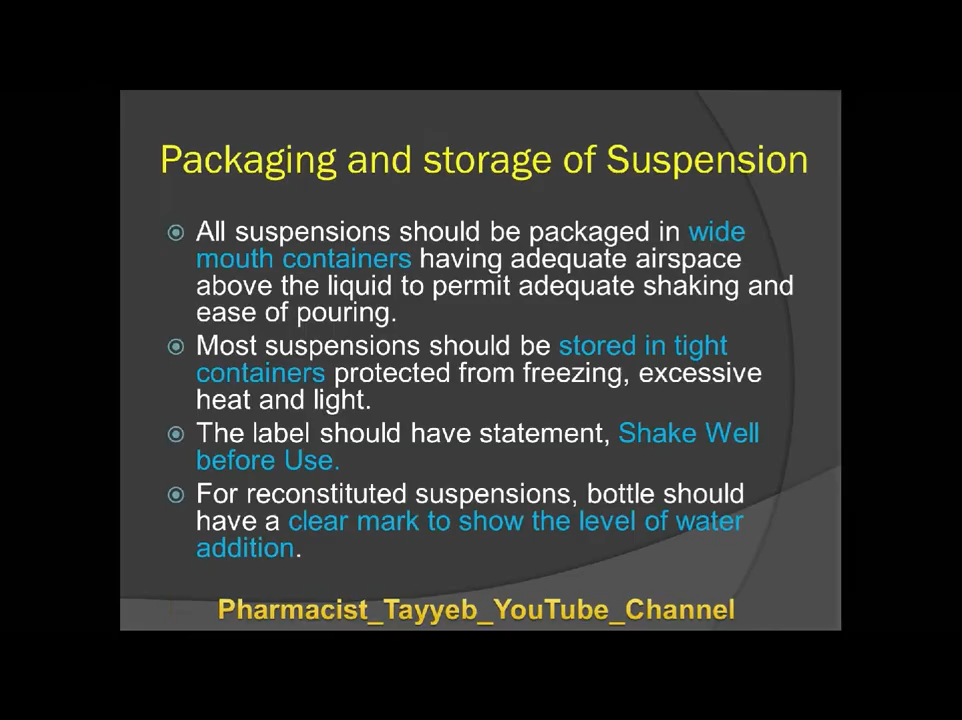 Packaging and storage of Suspension
All suspensions should be packaged in wide
mouth containers having adequate airspace
above the liquid to permit adequate shaking and
ease of pouring.
Most suspensions should be stored in tight
containers protected from freezing, excessive
heat and light.
The label should have statement, Shake Well
before Use.
For reconstituted suspensions, bottle should
have a clear mark to show the level of water
addition.
Pharmacist_Tayyeb_YouTube_Channel